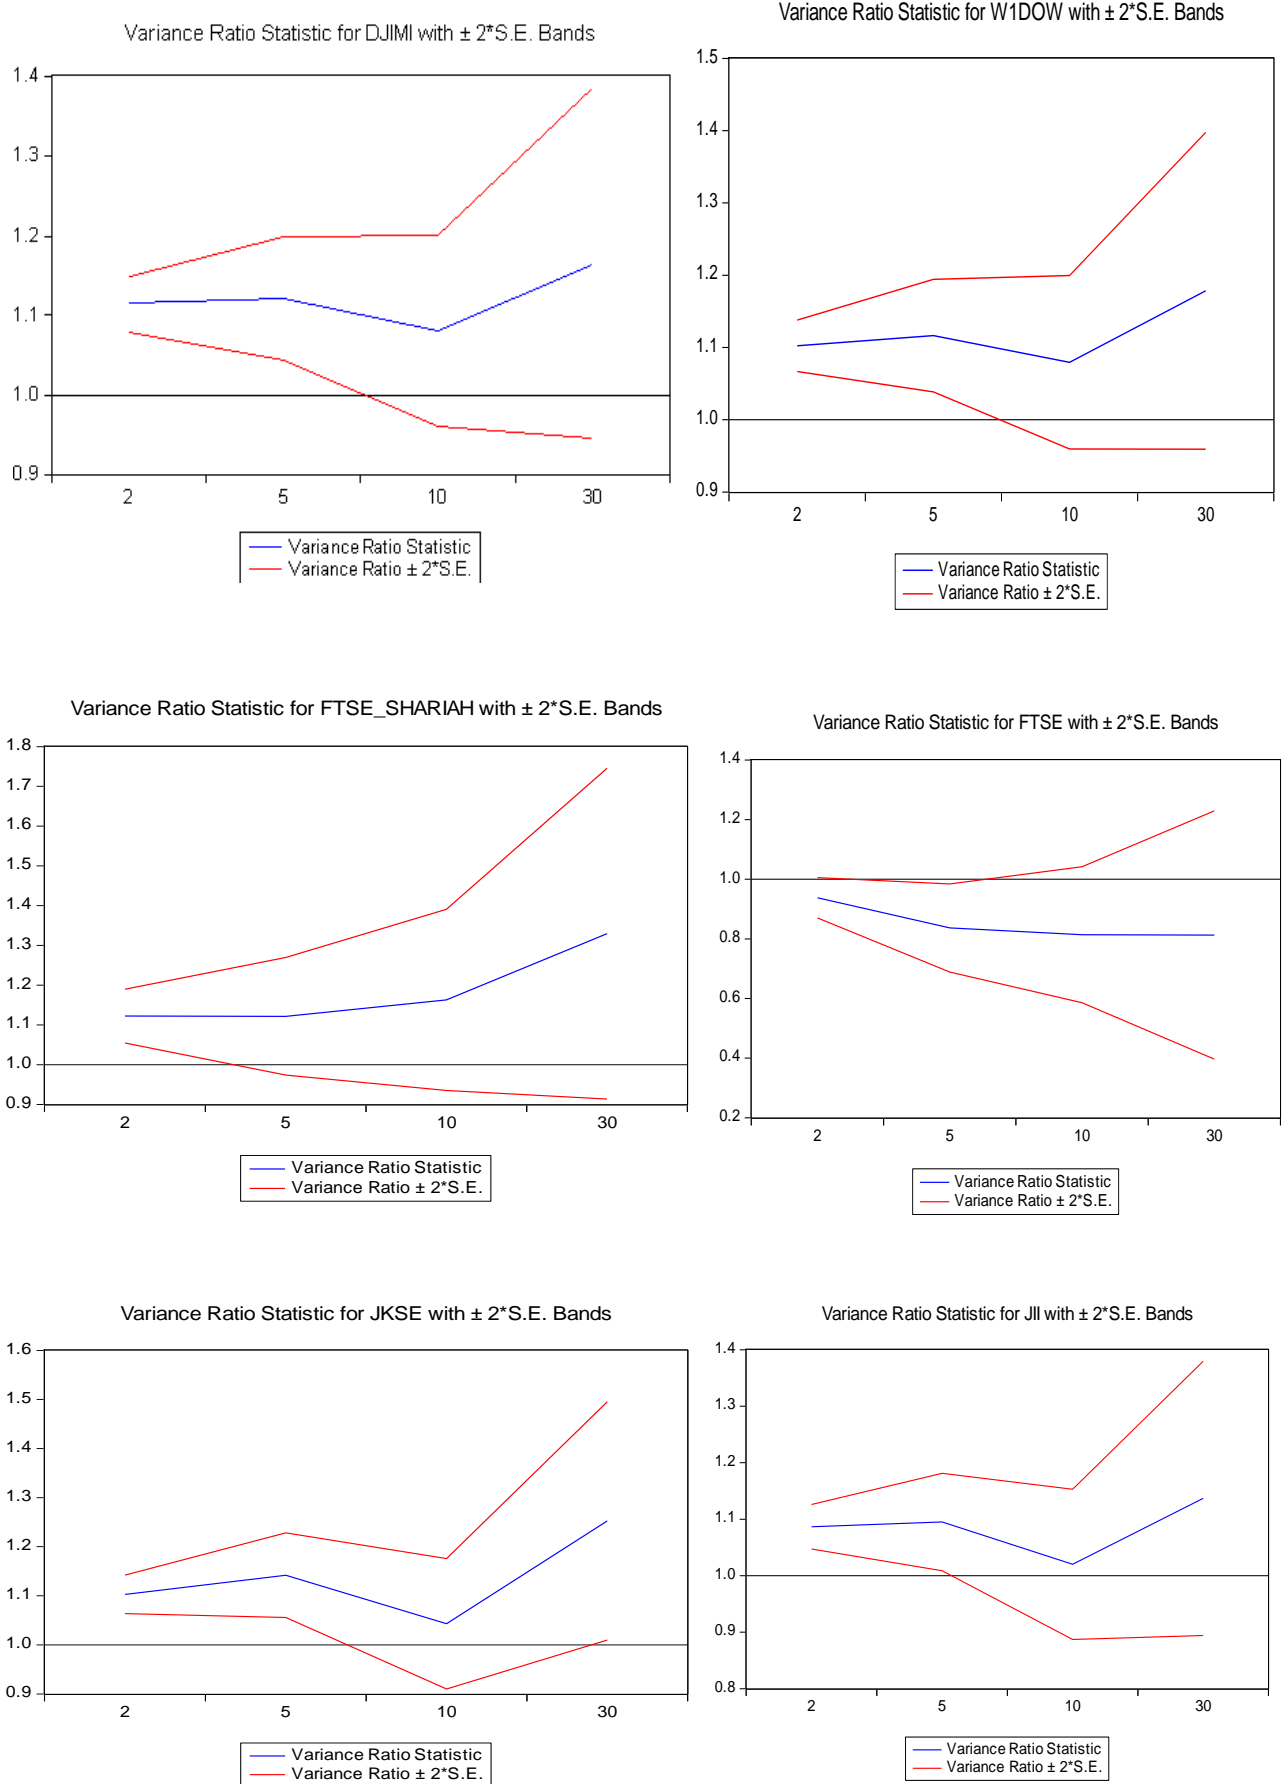 Variance Ratio Statistic for DJIMI with ± 2*S.E. Bands
1.4
1.3
1.2
1.1
1.0
0.9
2 5 10 30
Variance Ratio Statistic
Variance Ratio ± 2*S.E.
Variance Ratio Statistic for W1DOW with ± 2*S.E. Bands
1.5
1.4
1.3
1.2
1.1
1.0
0.9
2 5 10 30
Variance Ratio Statistic
Variance Ratio ± 2*S.E.
Variance Ratio Statistic for FTSE_SHARIAH with ± 2*S.E. Bands
1.8
1.7
1.6
1.5
1.4
1.3
1.2
1.1
1.0
0.9
2 5 10 30
Variance Ratio Statistic
Variance Ratio ± 2*S.E.
Variance Ratio Statistic for FTSE with ± 2*S.E. Bands
1.4
1.2
1.0
0.8
0.6
0.4
0.2
2 5 10 30
Variance Ratio Statistic
Variance Ratio ± 2*S.E.
Variance Ratio Statistic for JKSE with ± 2*S.E. Bands
1.6
1.5
1.4
1.3
1.2
1.1
1.0
0.9
2 5 10 30
Variance Ratio Statistic
Variance Ratio ± 2*S.E.
Variance Ratio Statistic for JII with ± 2*S.E. Bands
1.4
1.3
1.2
1.1
1.0
0.9
0.8
2 5 10 30
Variance Ratio Statistic
Variance Ratio ± 2*S.E.